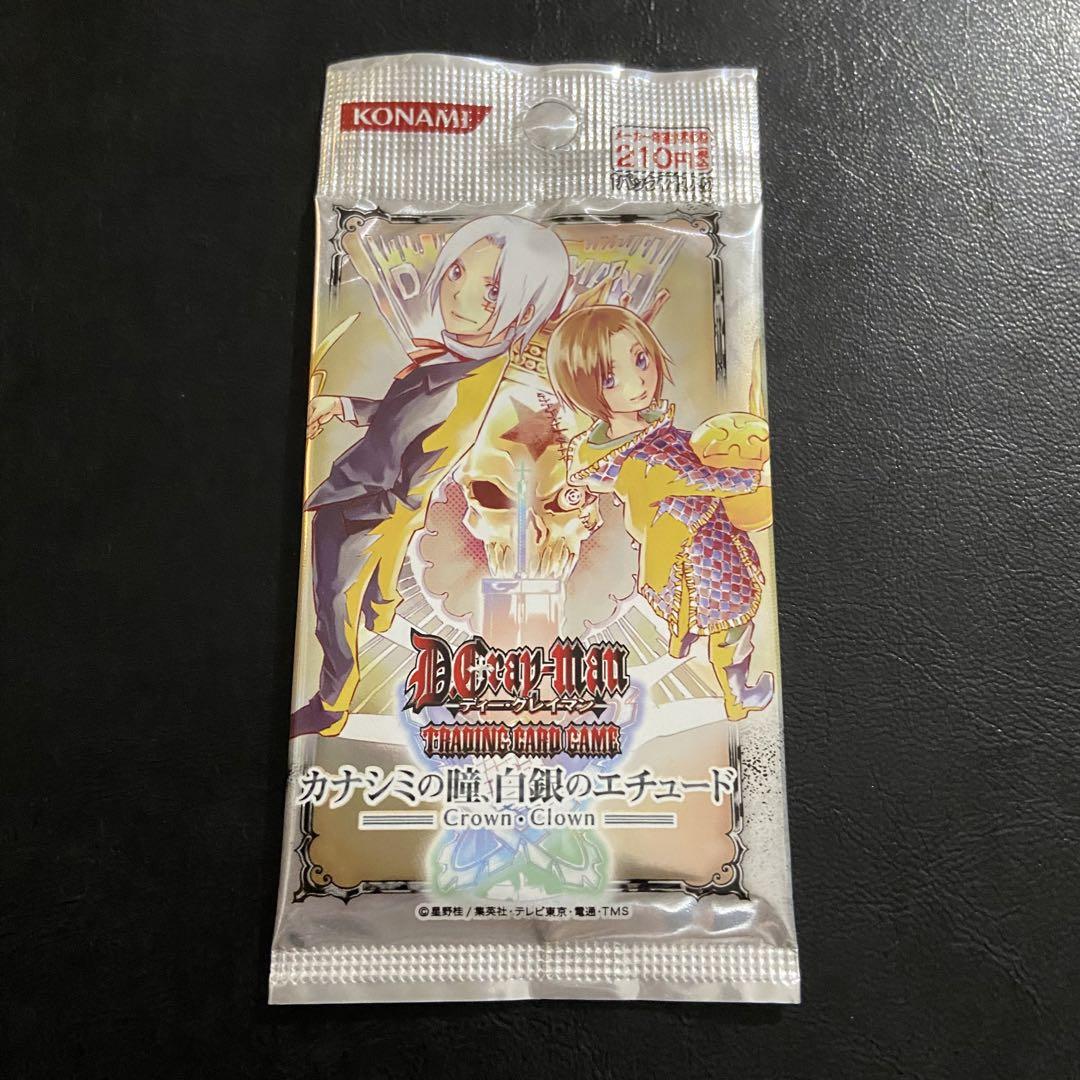 KONAMI
210円
D.Gray-man
ディー・グレイマン
TRADING CARD GAME
カナシミの瞳、白銀のエチュード
Crown・Clown
©星野桂/集英社・テレビ東京・電通・TMS